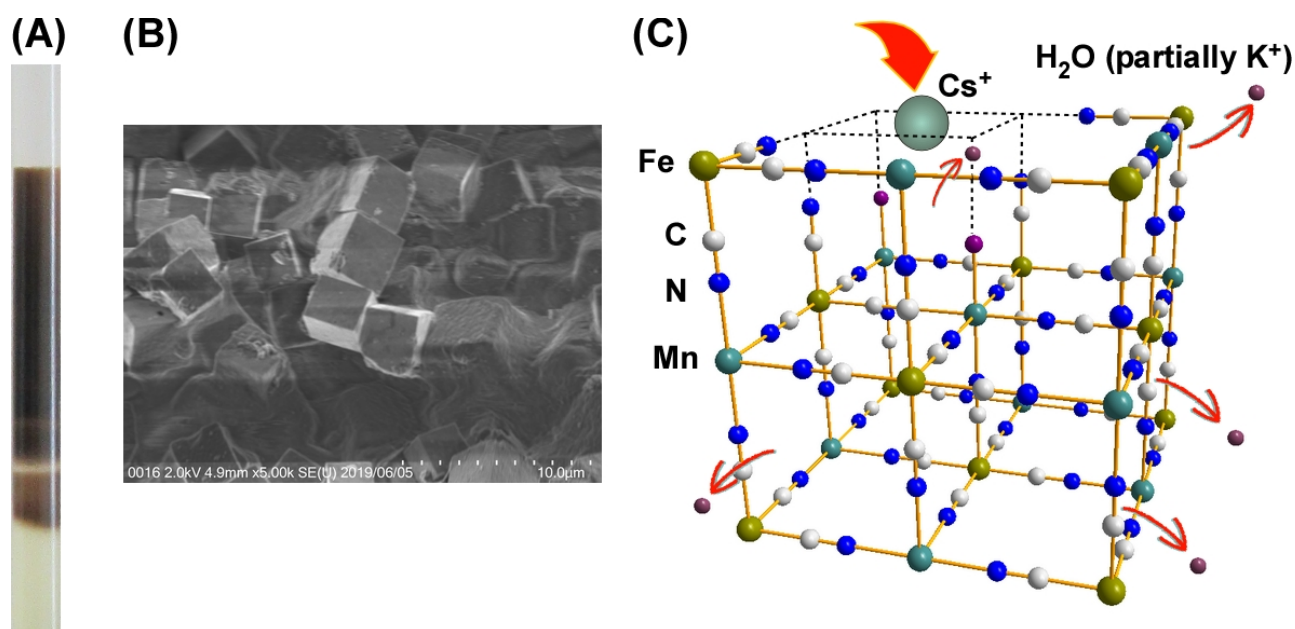 (A)
(B)
(C)
H₂O (partially K⁺)
Cs⁺
Fe
C
N
Mn
0016 2.0kV 4.9mm x5.00k SE(U) 2019/06/05
10.0µm